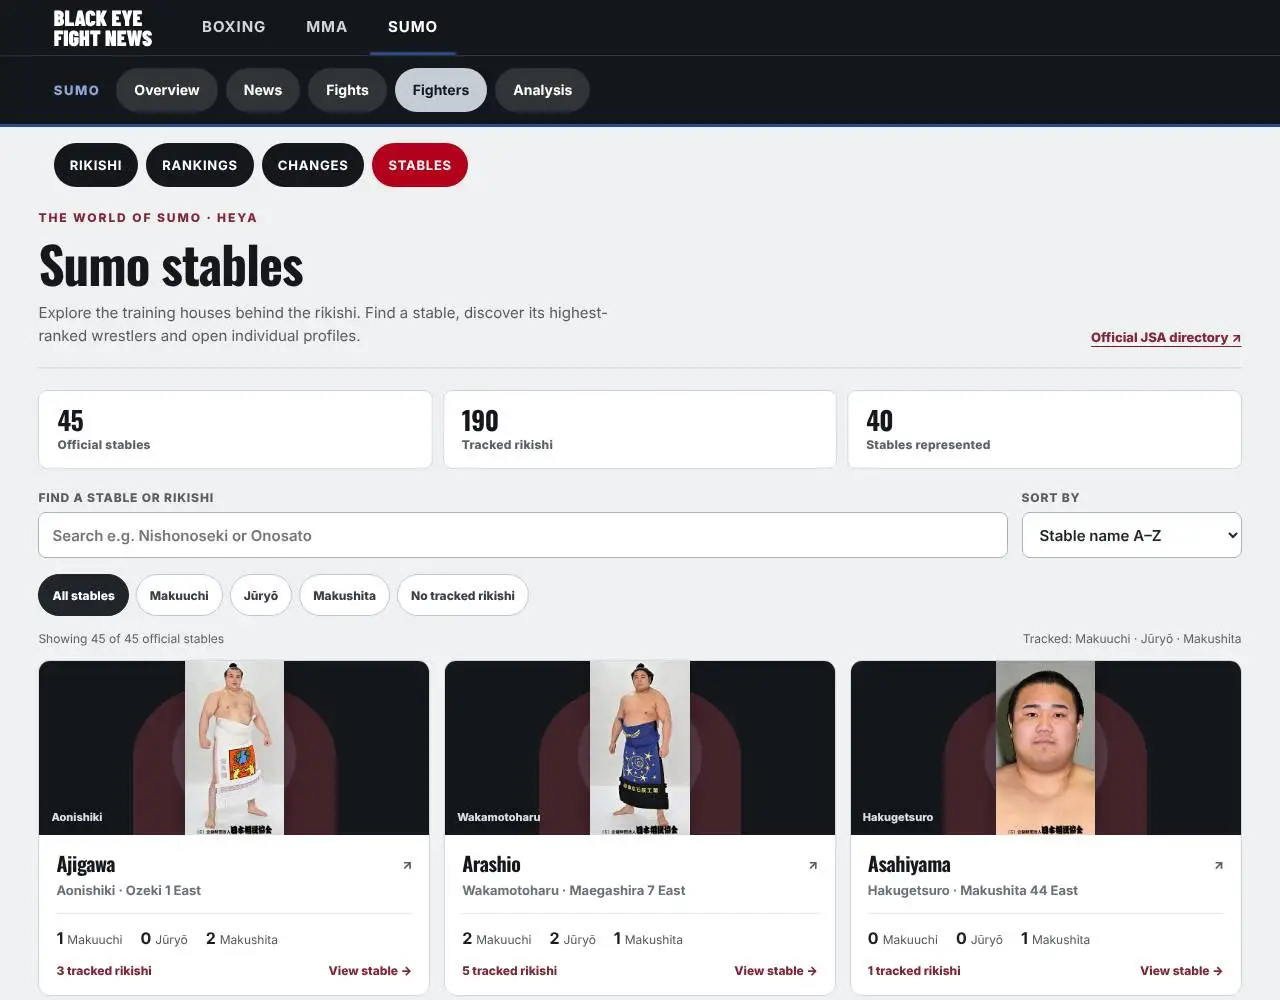 BLACK EYE
FIGHT NEWS
BOXING
MMA
SUMO
SUMO
Overview
News
Fights
Fighters
Analysis
RIKISHI
RANKINGS
CHANGES
STABLES
THE WORLD OF SUMO · HEYA
Sumo stables
Explore the training houses behind the rikishi. Find a stable, discover its highest-
ranked wrestlers and open individual profiles.
Official JSA directory ↗
45
Official stables
190
Tracked rikishi
40
Stables represented
FIND A STABLE OR RIKISHI
SORT BY
Search e.g. Nishonoseki or Onosato
Stable name A–Z
All stables
Makuuchi
Jūryō
Makushita
No tracked rikishi
Showing 45 of 45 official stables
Tracked: Makuuchi · Jūryō · Makushita
Aonishiki
Wakamotoharu
Hakugetsuro
Ajigawa ↗
Aonishiki · Ozeki 1 East
1 Makuuchi 0 Jūryō 2 Makushita
3 tracked rikishi
View stable →
Arashio ↗
Wakamotoharu · Maegashira 7 East
2 Makuuchi 2 Jūryō 1 Makushita
5 tracked rikishi
View stable →
Asahiyama ↗
Hakugetsuro · Makushita 44 East
0 Makuuchi 0 Jūryō 1 Makushita
1 tracked rikishi
View stable →